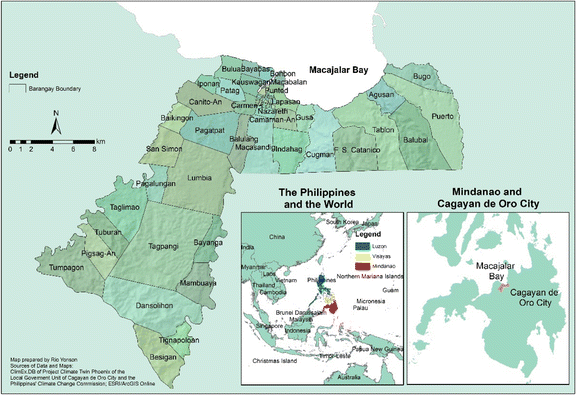 Macajalar Bay
Legend
Barangay Boundary
N
0 1 2 4 6 8
km
Bulua
Bayabas
Bonbon
Iponan
Kauswagan
Macabalan
Patag
Puntod
Canito-An
Carmen
Lapasan
Nazareth
Camaman-An
Gusa
Baikingon
Pagatpat
Balulang
Macasandig
Indahag
Cugman
F. S. Catanico
Tablon
Agusan
Bugo
Puerto
Balubal
San Simon
Lumbia
Pagalungan
Taglimao
Tuburan
Pigsag-An
Tumpagon
Tagpangi
Bayanga
Mambuaya
Dansolihon
Tignapoloan
Besigan
The Philippines
and the World
Legend
Luzon
Visayas
Mindanao
South Korea
Japan
China
India
Myanmar
Laos
Thailand
Vietnam
Cambodia
Philippines
Northern Mariana Islands
Guam
Micronesia
Palau
Brunei Darussalam
Malaysia
Singapore
Indonesia
Papua New Guinea
Timor-Leste
Christmas Island
Australia
Mindanao and
Cagayan de Oro City
Macajalar
Bay
Cagayan de
Oro City
Map prepared by Rio Yonson
Sources of Data and Maps:
ClimEx.DB of Project Climate Twin Phoenix of the
Local Goverment Unit of Cagayan de Oro City and the
Philippines' Climate Change Commission; ESRI/ArcGIS Online